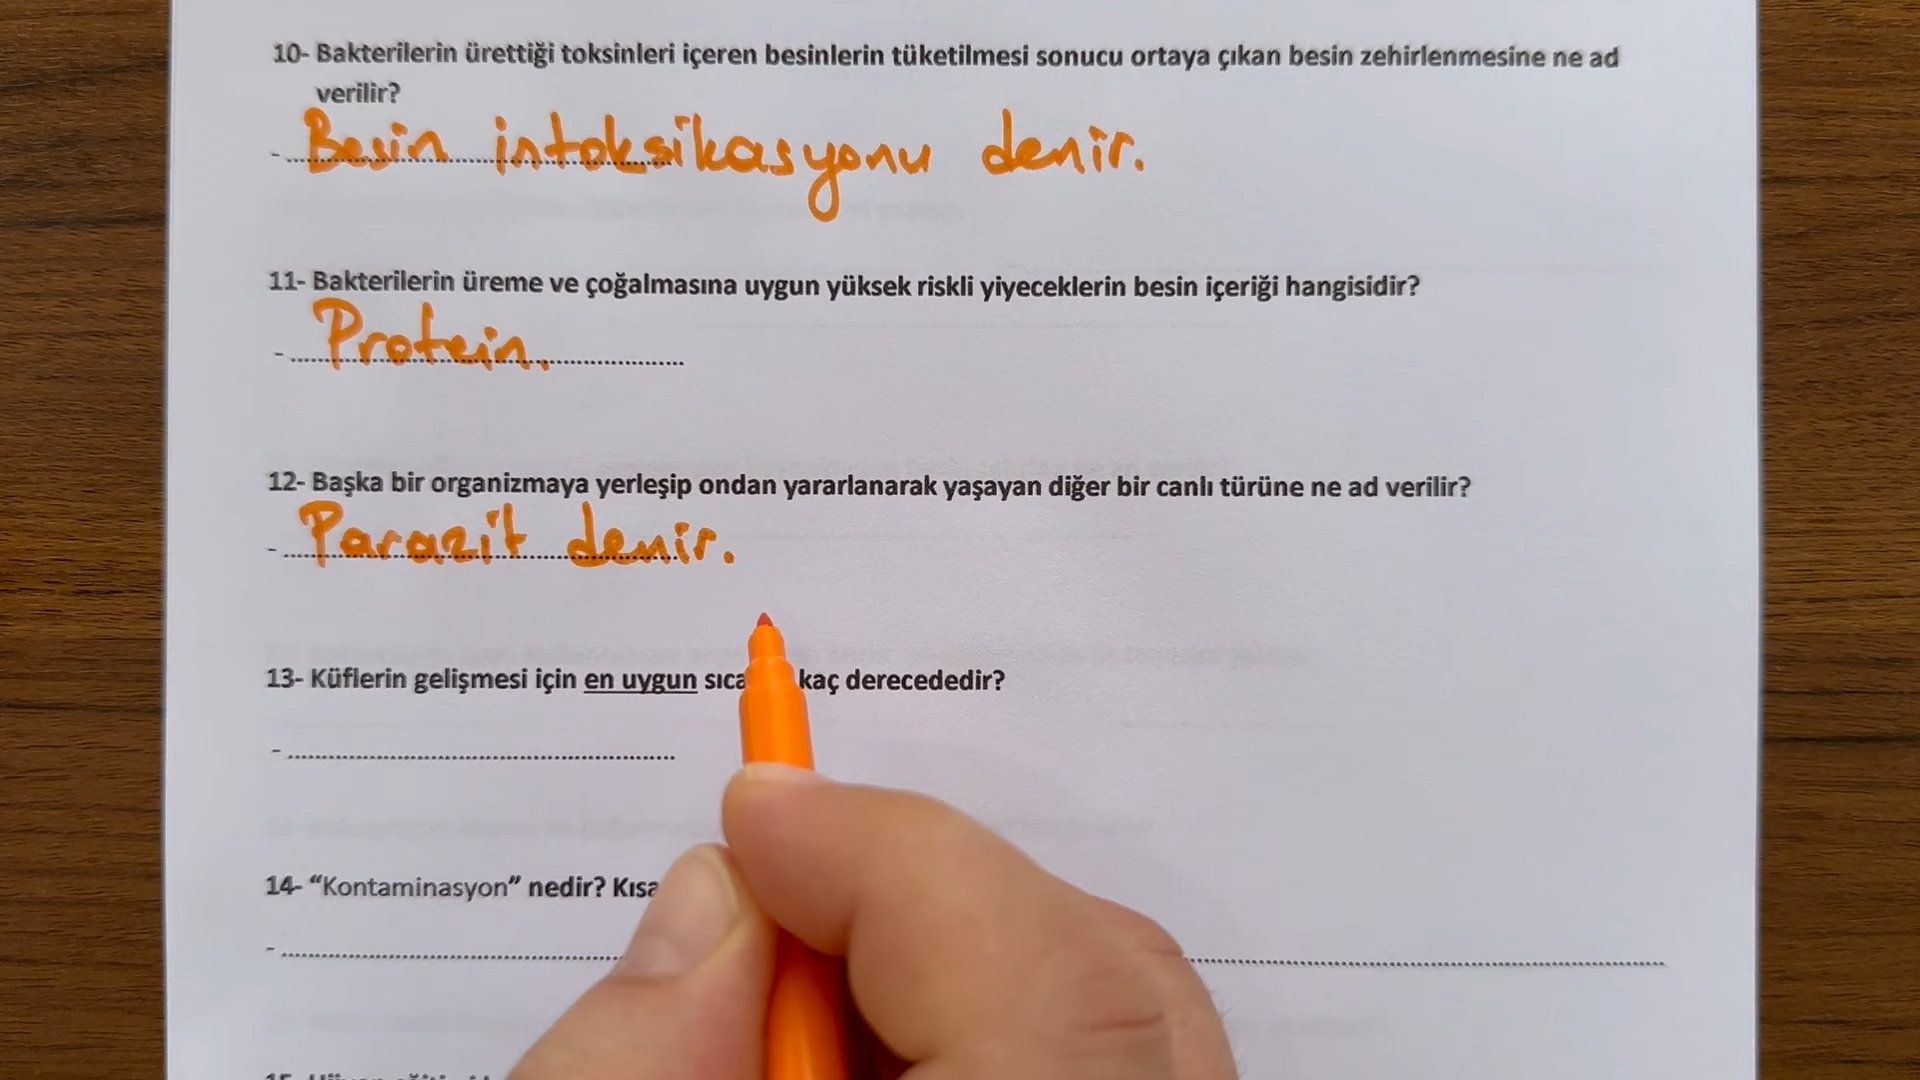 10- Bakterilerin ürettiği toksinleri içeren besinlerin tüketilmesi sonucu ortaya çıkan besin zehirlenmesine ne ad
verilir?
- Besin intoksikasyonu denir.
11- Bakterilerin üreme ve çoğalmasına uygun yüksek riskli yiyeceklerin besin içeriği hangisidir?
- Protein.
12- Başka bir organizmaya yerleşip ondan yararlanarak yaşayan diğer bir canlı türüne ne ad verilir?
- Parazit denir.
13- Küflerin gelişmesi için en uygun kaç derecededir?
-
14- “Kontaminasyon” nedir?
-